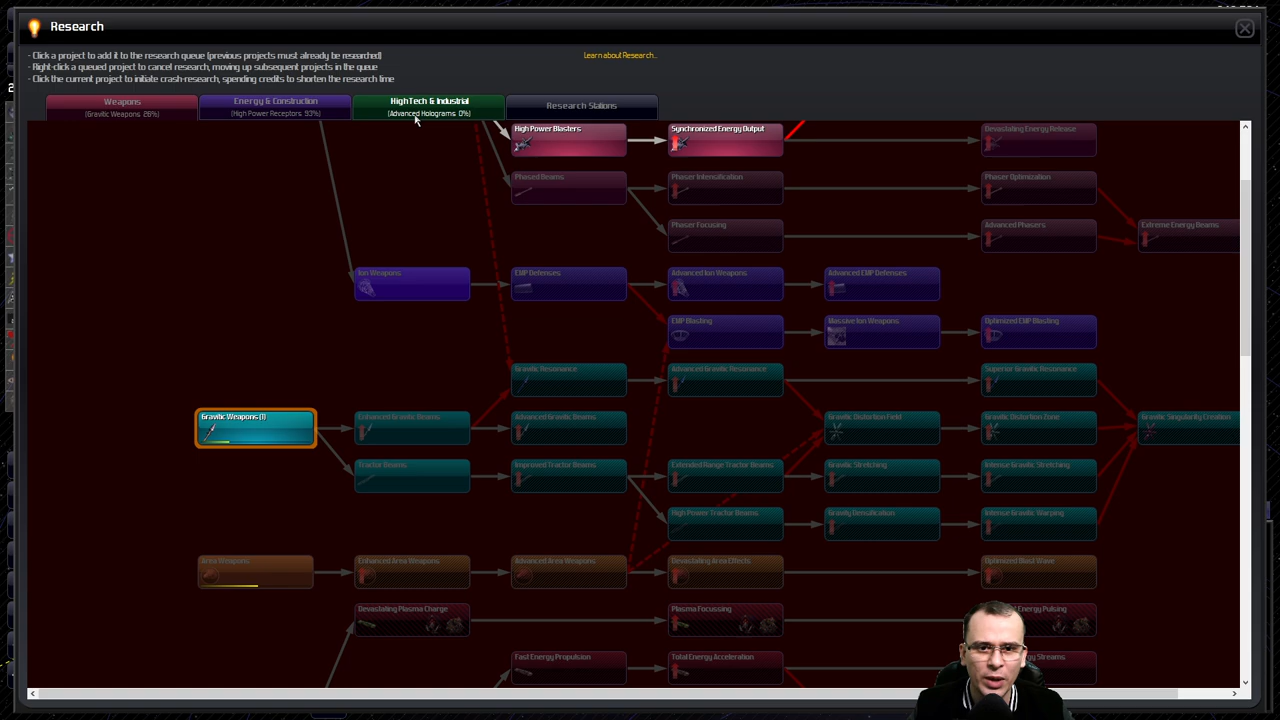 Research
- Click a project to add it to the research queue (previous projects must already be researched)
- Right-click a queued project to cancel research, moving up subsequent projects in the queue
- Click the current project to initiate crash-research, spending credits to shorten the research time
Learn about Research...
Weapons
(Gravitic Weapons: 26%)
Energy & Construction
(High Power Receptors: 93%)
HighTech & Industrial
(Advanced Holograms: 0%)
Research Stations
High Power Blasters
Synchronized Energy Output
Devastating Energy Release
Phased Beams
Phaser Intensification
Phaser Optimization
Phaser Focusing
Advanced Phasers
Extreme Energy Beams
Ion Weapons
EMP Defenses
Advanced Ion Weapons
Advanced EMP Defenses
EMP Blasting
Massive Ion Weapons
Optimized EMP Blasting
Gravitic Resonance
Advanced Gravitic Resonance
Superior Gravitic Resonance
Gravitic Weapons (1)
Enhanced Gravitic Beams
Advanced Gravitic Beams
Gravitic Distortion Field
Gravitic Distortion Zone
Gravitic Singularity Creation
Tractor Beams
Improved Tractor Beams
Extended Range Tractor Beams
Gravitic Stretching
Intense Gravitic Stretching
High Power Tractor Beams
Gravity Densification
Intense Gravitic Warping
Area Weapons
Enhanced Area Weapons
Advanced Area Weapons
Devastating Area Effects
Optimized Blast-Wave
Devastating Plasma Charge
Plasma Focussing
Energy Pulsing
Fast Energy Propulsion
Total Energy Acceleration
Streams